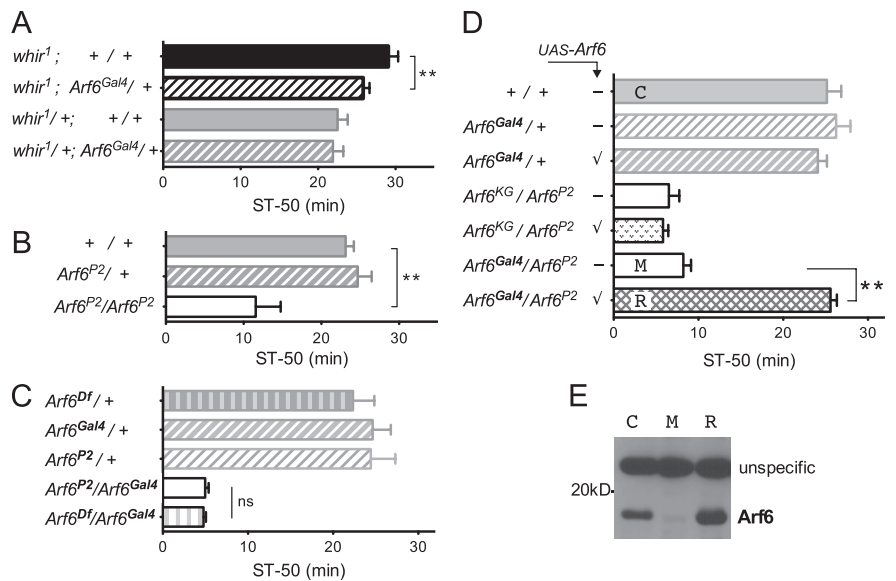 A
whir1 ; + / +
whir1 ; Arf6Gal4/ +
whir1/ +; +/+
whir1/ +; Arf6Gal4/ +
**
0 10 20 30
ST-50 (min)
B
+ / +
Arf6P2/ +
Arf6P2/Arf6P2
**
0 10 20 30
ST-50 (min)
C
Arf6Df/ +
Arf6Gal4/ +
Arf6P2/ +
Arf6P2/Arf6Gal4
Arf6Df/Arf6Gal4
ns
0 10 20 30
ST-50 (min)
D
UAS-Arf6
+ / + – C
Arf6Gal4/ + –
Arf6Gal4/ + √
Arf6KG/ Arf6P2 –
Arf6KG/ Arf6P2 √
Arf6Gal4/Arf6P2 – M
Arf6Gal4/Arf6P2 √ R
**
0 10 20 30
ST-50 (min)
E
C M R
unspecific
20kD
Arf6